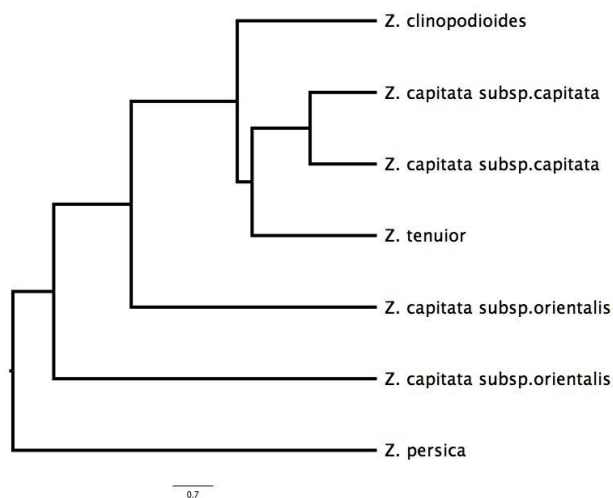 Z. clinopodioides
Z. capitata subsp.capitata
Z. capitata subsp.capitata
Z. tenuior
Z. capitata subsp.orientalis
Z. capitata subsp.orientalis
Z. persica
0.7